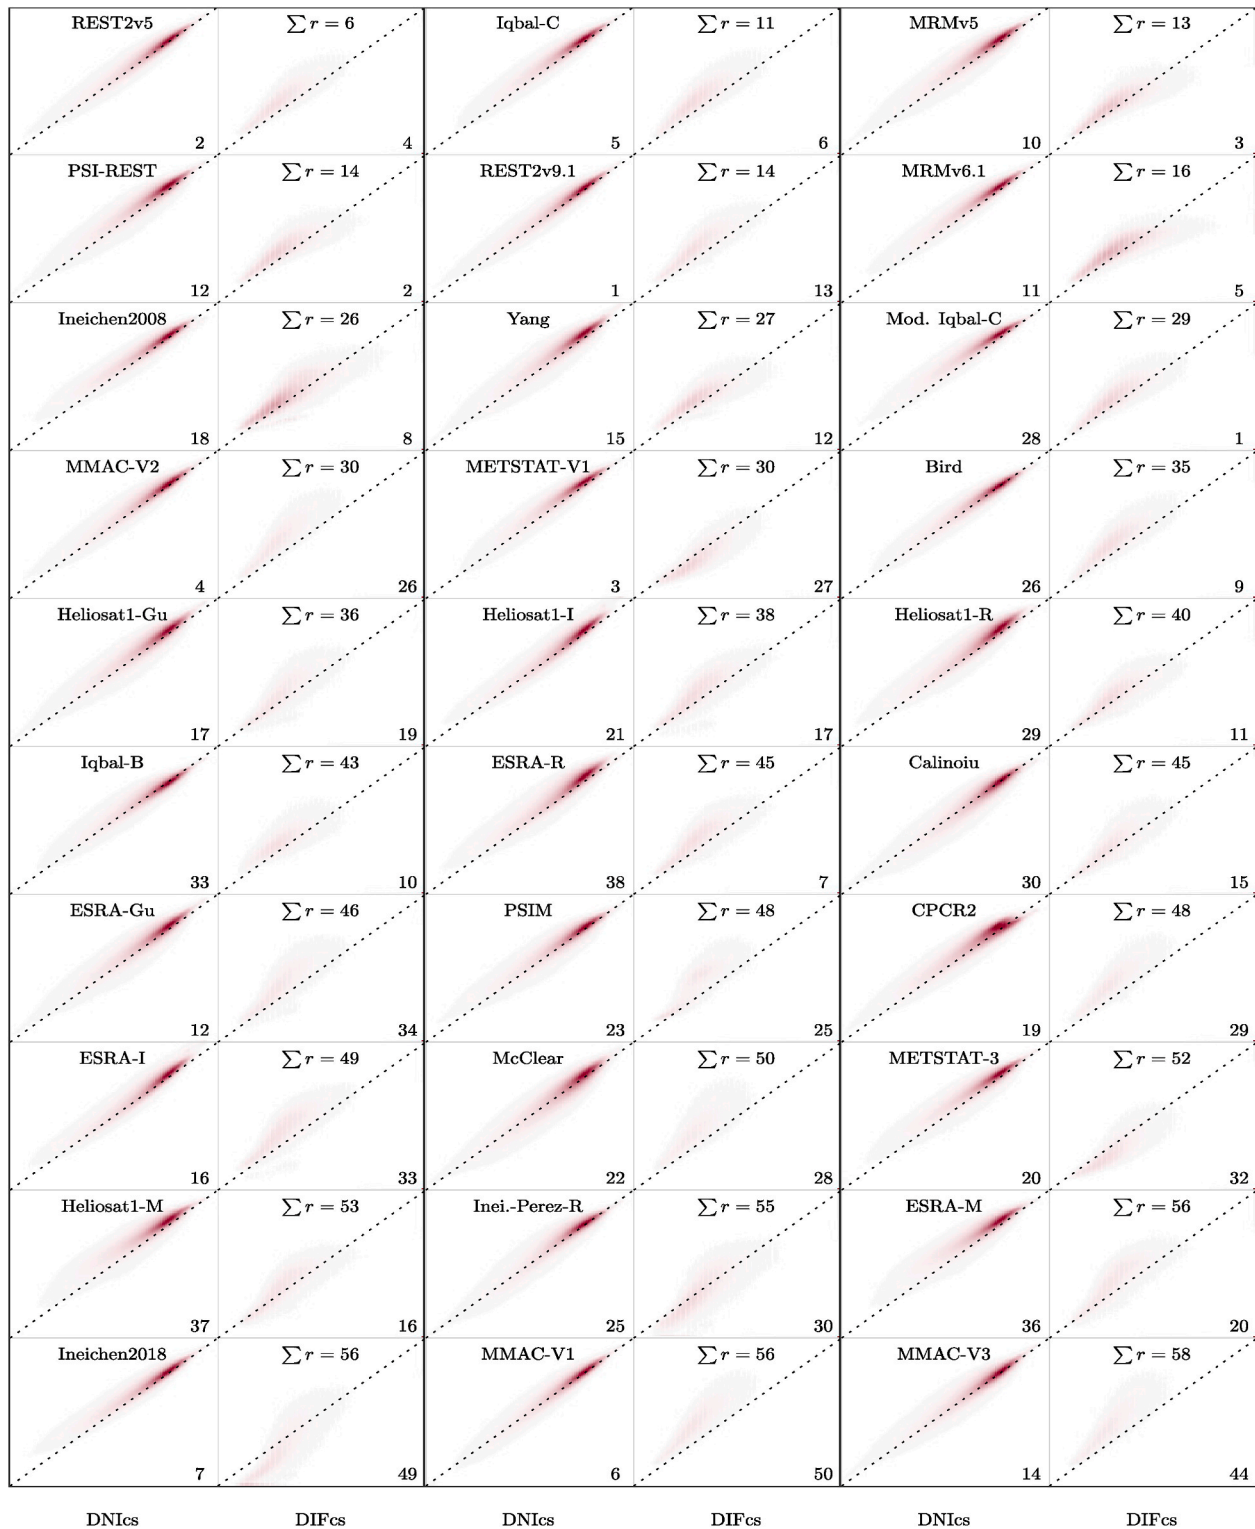 REST2v5 ∑ r = 6 Iqbal-C ∑ r = 11 MRMv5 ∑ r = 13
2 4 5 6 10 3
PSI-REST ∑ r = 14 REST2v9.1 ∑ r = 14 MRMv6.1 ∑ r = 16
12 2 1 13 11 5
Ineichen2008 ∑ r = 26 Yang ∑ r = 27 Mod. Iqbal-C ∑ r = 29
18 8 15 12 28 1
MMAC-V2 ∑ r = 30 METSTAT-V1 ∑ r = 30 Bird ∑ r = 35
4 26 3 27 26 9
Heliosat1-Gu ∑ r = 36 Heliosat1-I ∑ r = 38 Heliosat1-R ∑ r = 40
17 19 21 17 29 11
Iqbal-B ∑ r = 43 ESRA-R ∑ r = 45 Calinoiu ∑ r = 45
33 10 38 7 30 15
ESRA-Gu ∑ r = 46 PSIM ∑ r = 48 CPCR2 ∑ r = 48
12 34 23 25 19 29
ESRA-I ∑ r = 49 McClear ∑ r = 50 METSTAT-3 ∑ r = 52
16 33 22 28 20 32
Heliosat1-M ∑ r = 53 Inei.-Perez-R ∑ r = 55 ESRA-M ∑ r = 56
37 16 25 30 36 20
Ineichen2018 ∑ r = 56 MMAC-V1 ∑ r = 56 MMAC-V3 ∑ r = 58
7 49 6 50 14 44
DNIcs DIFcs DNIcs DIFcs DNIcs DIFcs